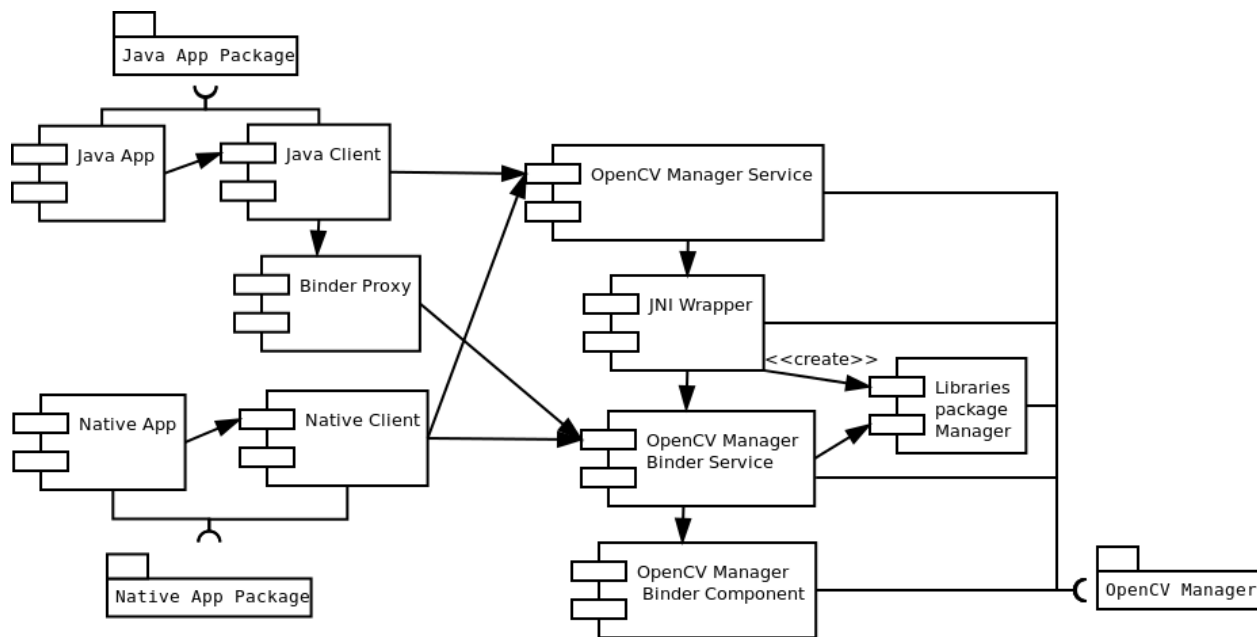 Java App Package
Java App
Java Client
OpenCV Manager Service
Binder Proxy
JNI Wrapper
<<create>>
Libraries
package
Manager
Native App
Native Client
OpenCV Manager
Binder Service
OpenCV Manager
Binder Component
Native App Package
OpenCV Manager